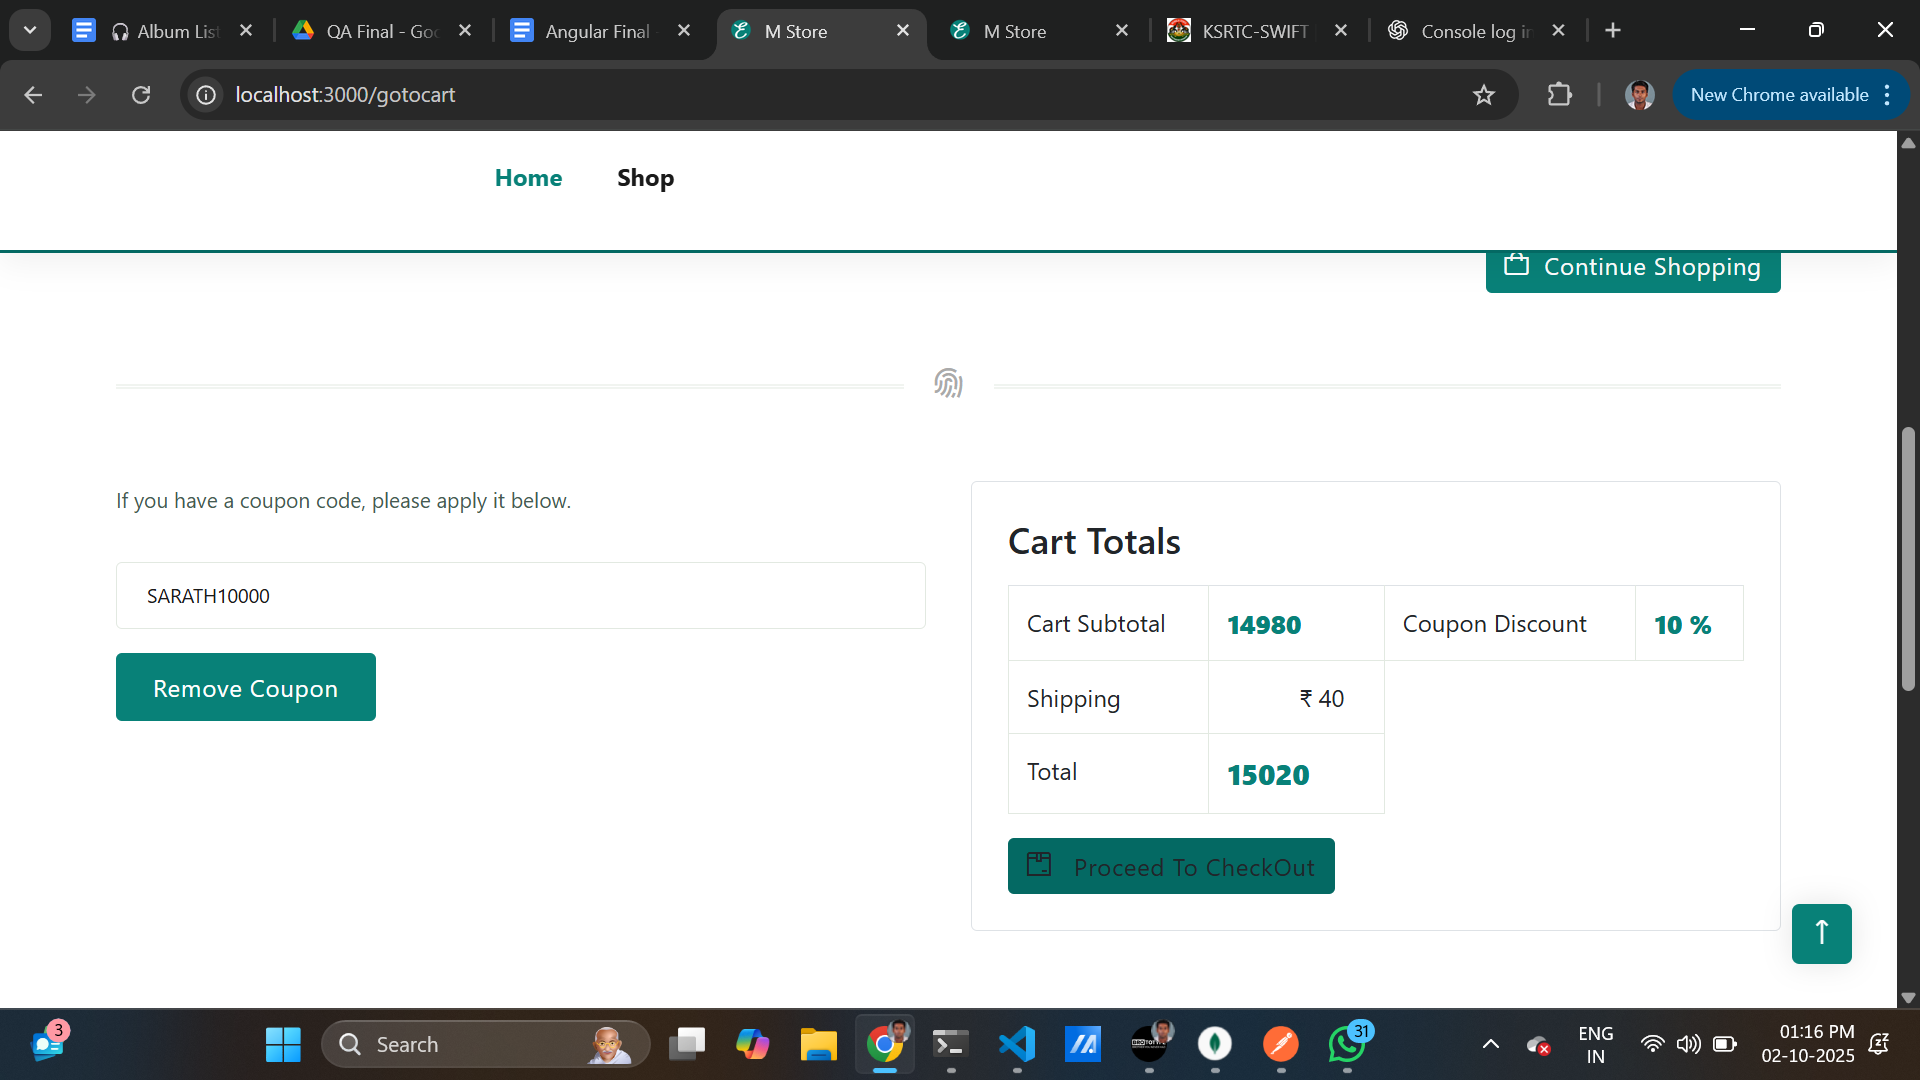 Album List
QA Final - Goo
Angular Final -
M Store
M Store
KSRTC-SWIFT
Console log in
localhost:3000/gotocart
New Chrome available
Home
Shop
Continue Shopping
If you have a coupon code, please apply it below.
SARATH10000
Remove Coupon
Cart Totals
Cart Subtotal
14980
Coupon Discount
10 %
Shipping
₹ 40
Total
15020
Proceed To CheckOut
3
Search
31
ENG
IN
01:16 PM
02-10-2025